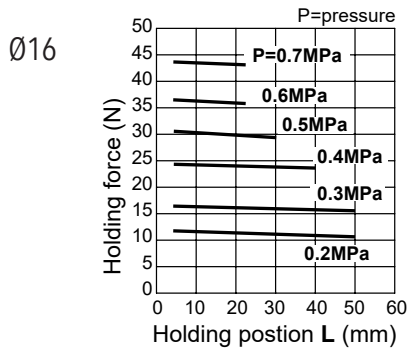 P=pressure
Ø16
Holding force (N)
50
45
40
35
30
25
20
15
10
5
0
P=0.7MPa
0.6MPa
0.5MPa
0.4MPa
0.3MPa
0.2MPa
0 10 20 30 40 50 60
Holding postion L (mm)